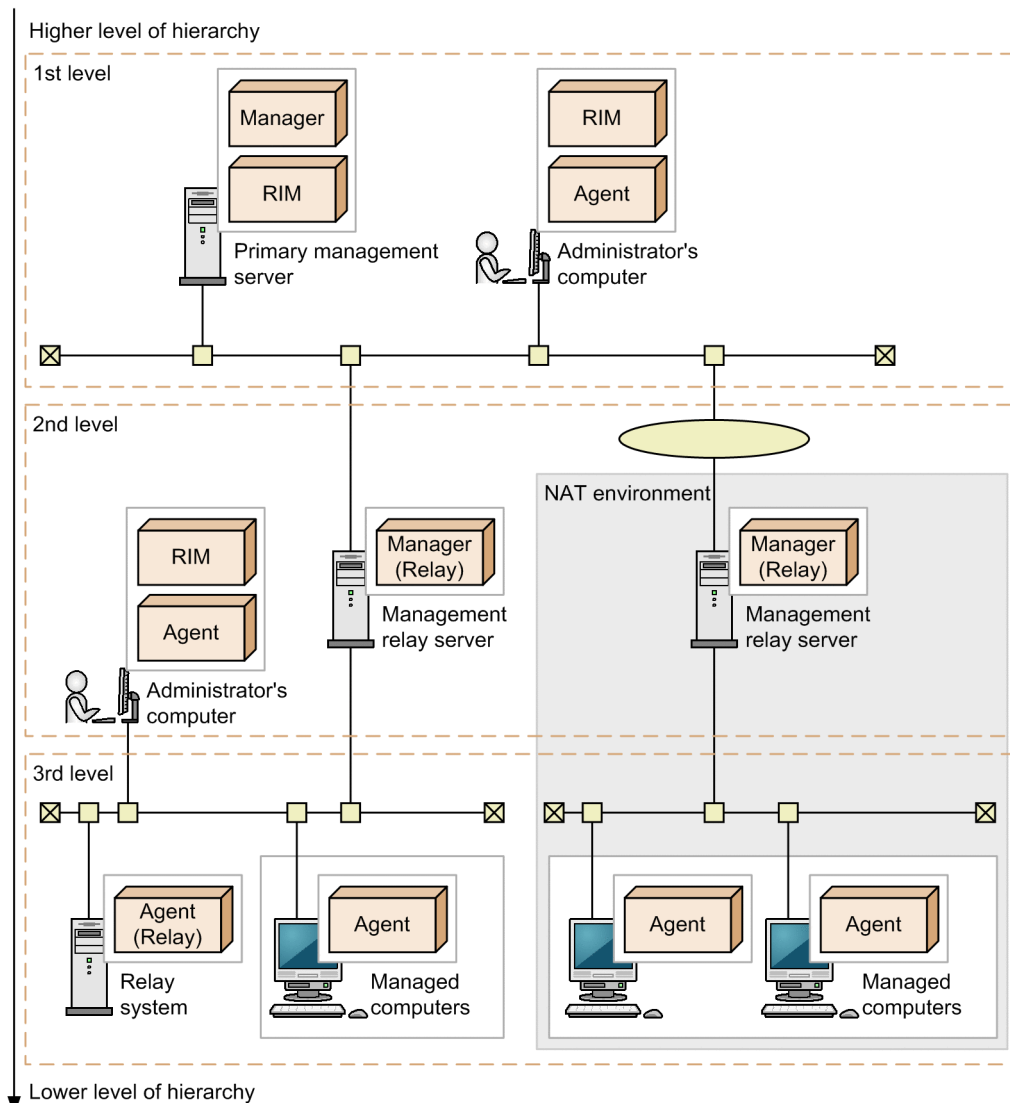 Higher level of hierarchy
1st level
Manager
RIM
Primary management
server
RIM
Agent
Administrator's
computer
2nd level
RIM
Agent
Administrator's
computer
Manager
(Relay)
Management
relay server
NAT environment
Manager
(Relay)
Management
relay server
3rd level
Agent
(Relay)
Relay
system
Agent
Managed
computers
Agent
Agent
Managed
computers
Lower level of hierarchy